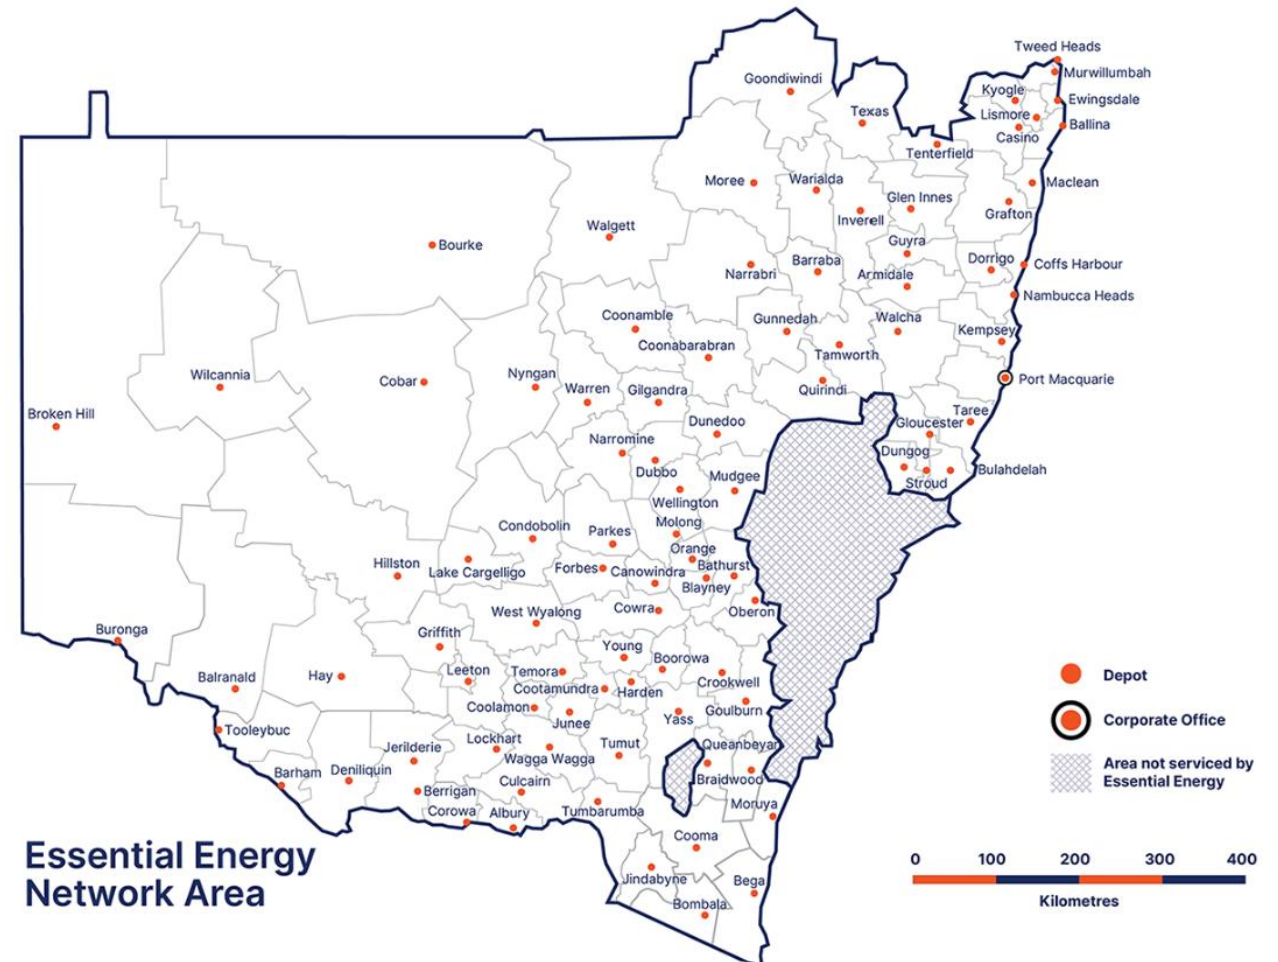 Tweed Heads
Murwillumbah
Goondiwindi
Kyogle
Ewingsdale
Texas
Lismore
Ballina
Casino
Tenterfield
Moree
Warialda
Maclean
Glen Innes
Grafton
Inverell
Walgett
Guyra
Bourke
Dorrigo
Barraba
Coffs Harbour
Narrabri
Armidale
Nambucca Heads
Coonamble
Gunnedah
Walcha
Kempsey
Coonabarabran
Tamworth
Wilcannia
Cobar
Nyngan
Port Macquarie
Warren
Gilgandra
Quirindi
Broken Hill
Taree
Dunedoo
Gloucester
Narromine
Dungog
Dubbo
Bulahdelah
Mudgee
Stroud
Wellington
Condobolin
Molong
Parkes
Orange
Hillston
Lake Cargelligo
Forbes
Canowindra
Bathurst
Blayney
West Wyalong
Cowra
Oberon
Buronga
Griffith
Young
Boorowa
Balranald
Hay
Leeton
Temora
Crookwell
Cootamundra
Harden
Coolamon
Junee
Goulburn
Yass
Tooleybuc
Lockhart
Jerilderie
Tumut
Queanbeyan
Wagga Wagga
Barham
Deniliquin
Culcairn
Braidwood
Berrigan
Corowa
Albury
Tumbarumba
Moruya
Cooma
Jindabyne
Bega
Bombala
Depot
Corporate Office
Area not serviced by
Essential Energy
0 100 200 300 400
Kilometres
Essential Energy
Network Area